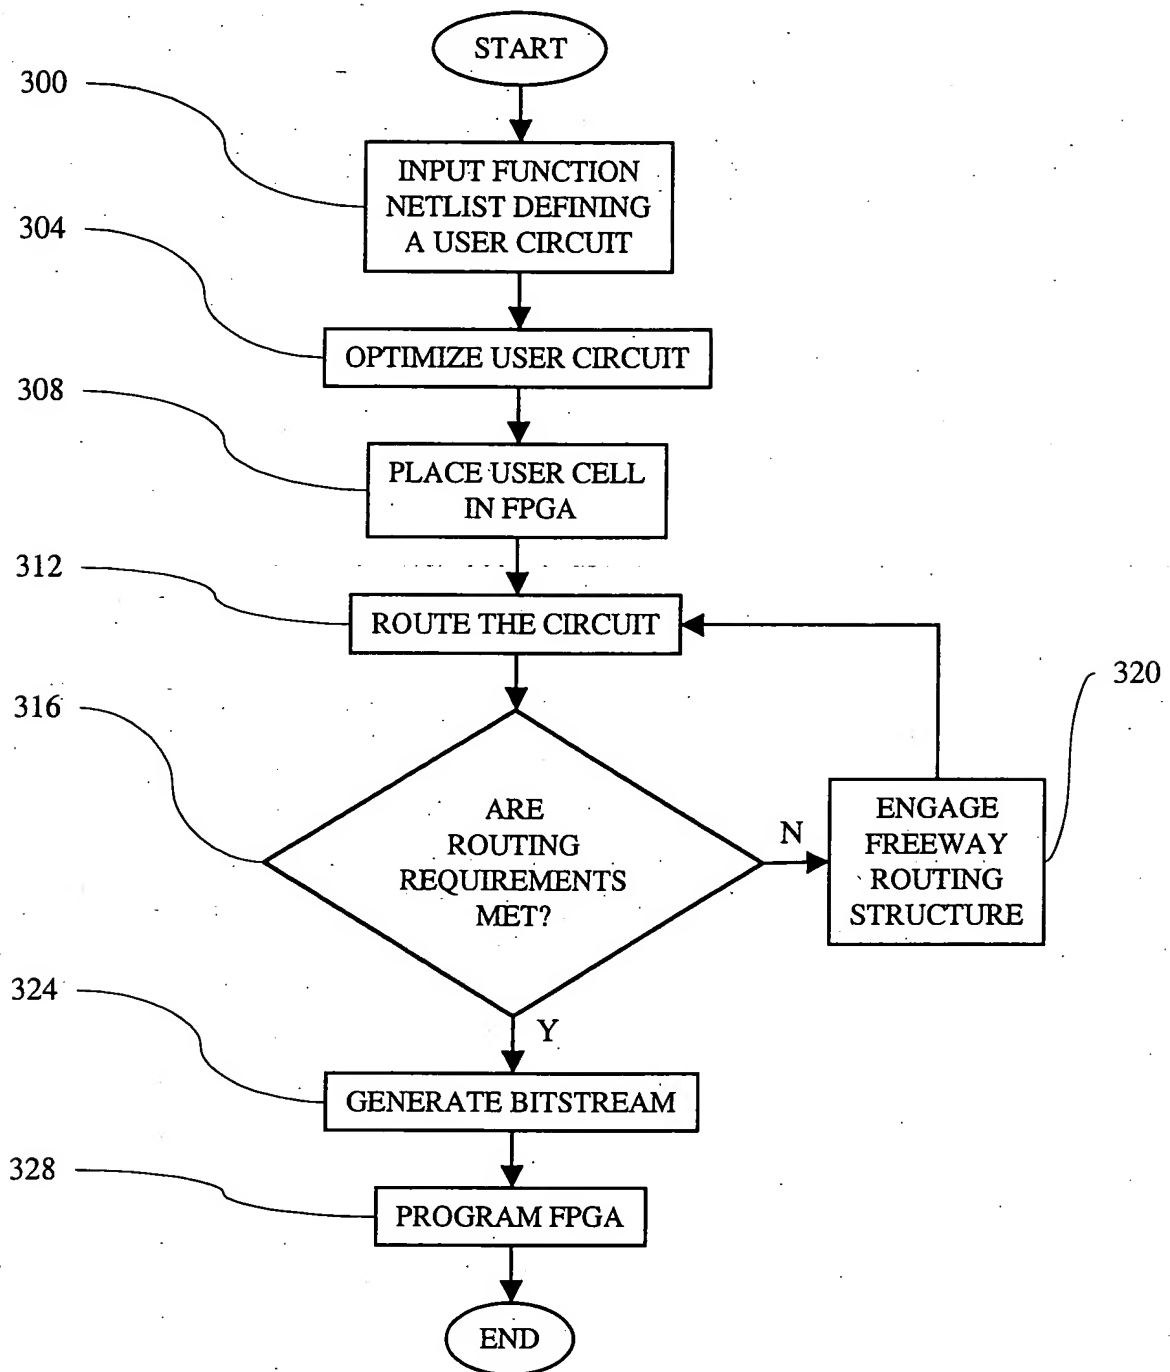 START
300
INPUT FUNCTION
NETLIST DEFINING
A USER CIRCUIT
304
OPTIMIZE USER CIRCUIT
308
PLACE USER CELL
IN FPGA
312
ROUTE THE CIRCUIT
320
316
ARE
ROUTING
REQUIREMENTS
MET?
N
ENGAGE
FREEWAY
ROUTING
STRUCTURE
324
Y
GENERATE BITSTREAM
328
PROGRAM FPGA
END